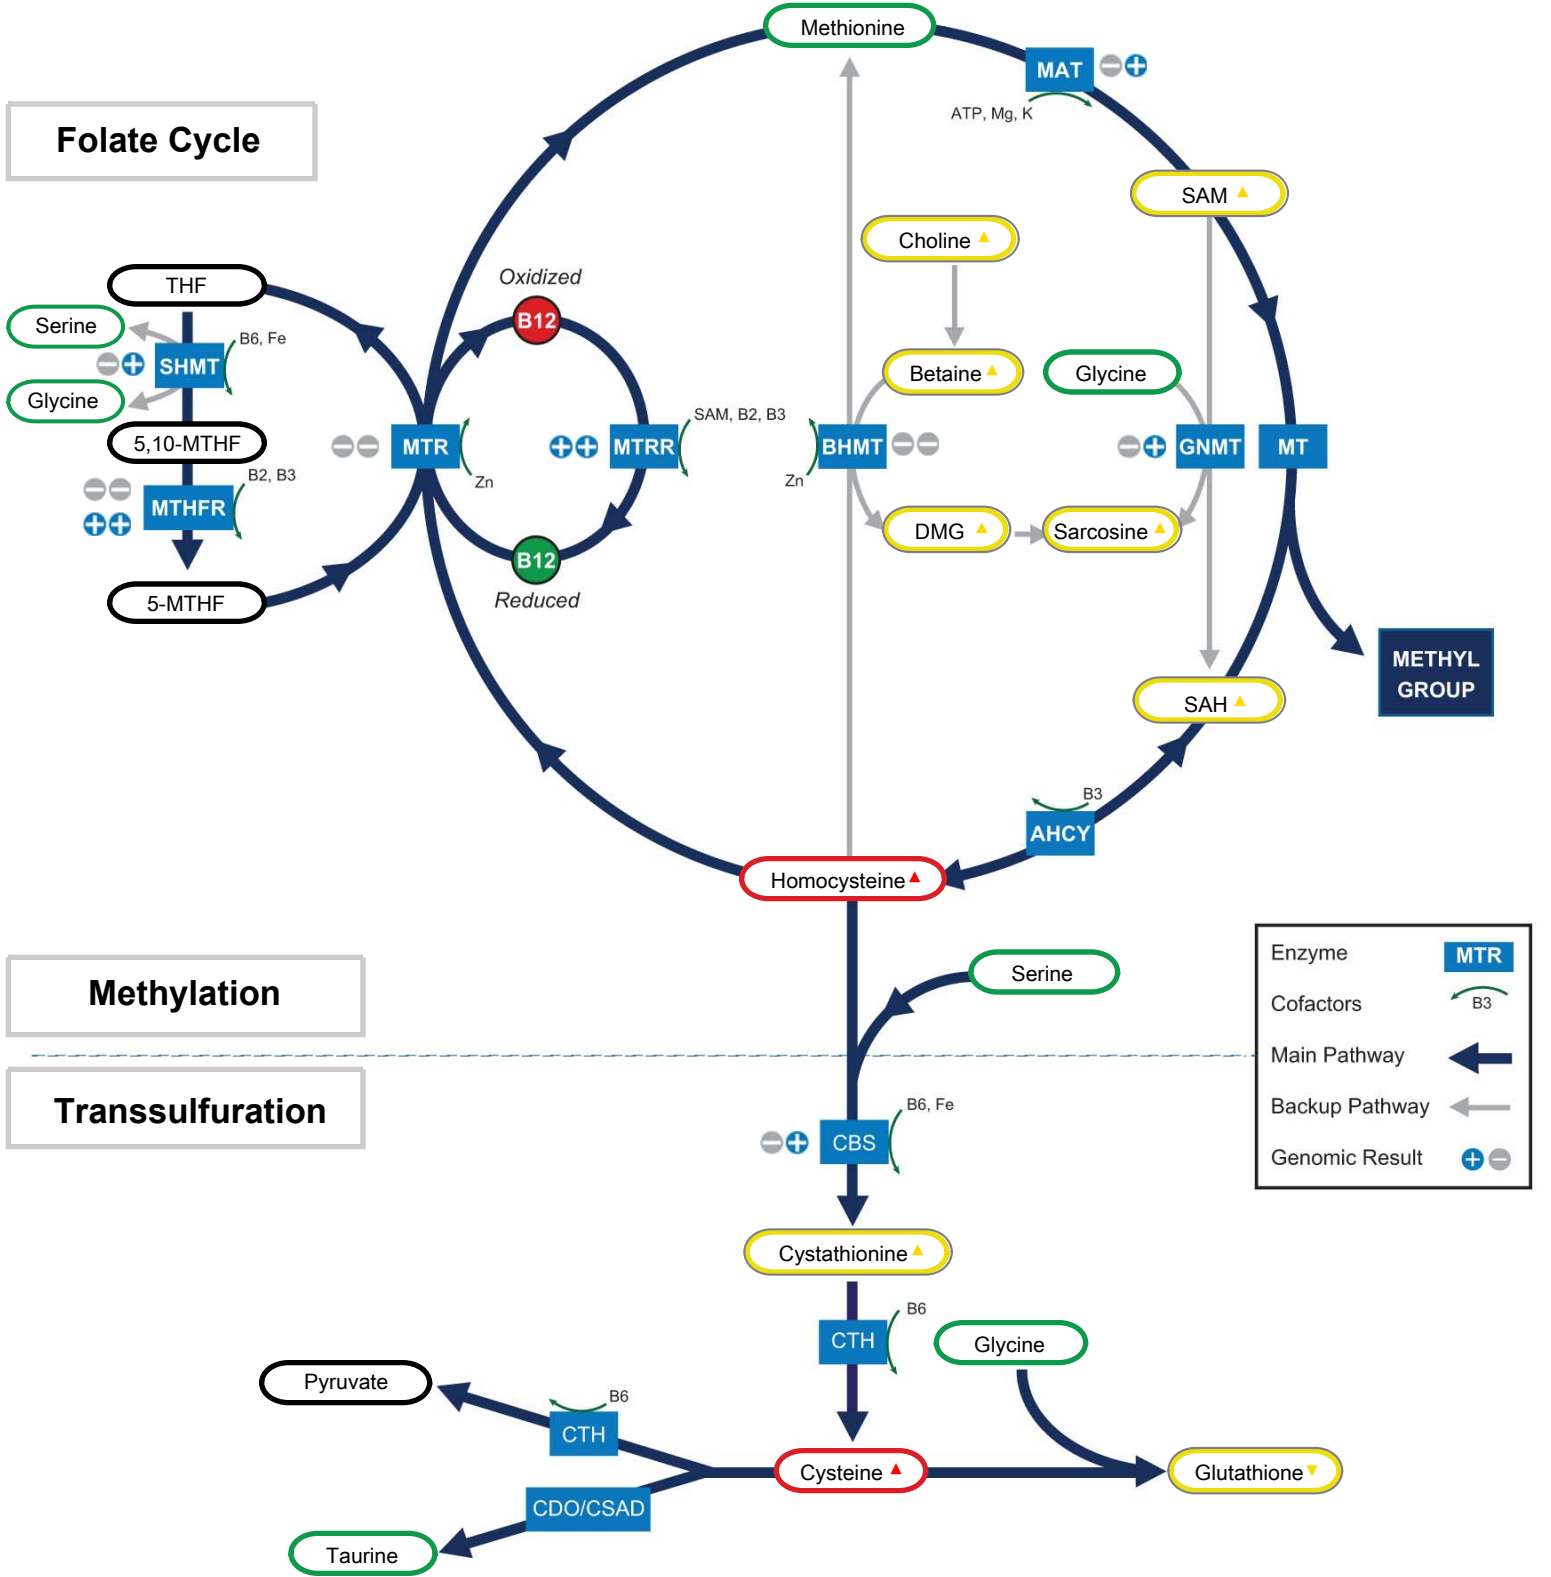 Methionine
MAT
ATP, Mg, K
Folate Cycle
SAM
Choline
THF
Oxidized
B12
Serine
B6, Fe
SHMT
Glycine
Betaine
Glycine
5,10-MTHF
MTR
Zn
MTRR
SAM, B2, B3
BHMT
Zn
GNMT
MT
B2, B3
MTHFR
DMG
Sarcosine
B12
Reduced
5-MTHF
METHYL
GROUP
SAH
B3
AHCY
Homocysteine
Serine
Methylation
Transsulfuration
Enzyme
MTR
Cofactors
B3
Main Pathway
Backup Pathway
Genomic Result
B6, Fe
CBS
Cystathionine
B6
CTH
Glycine
Pyruvate
B6
CTH
Cysteine
Glutathione
CDO/CSAD
Taurine